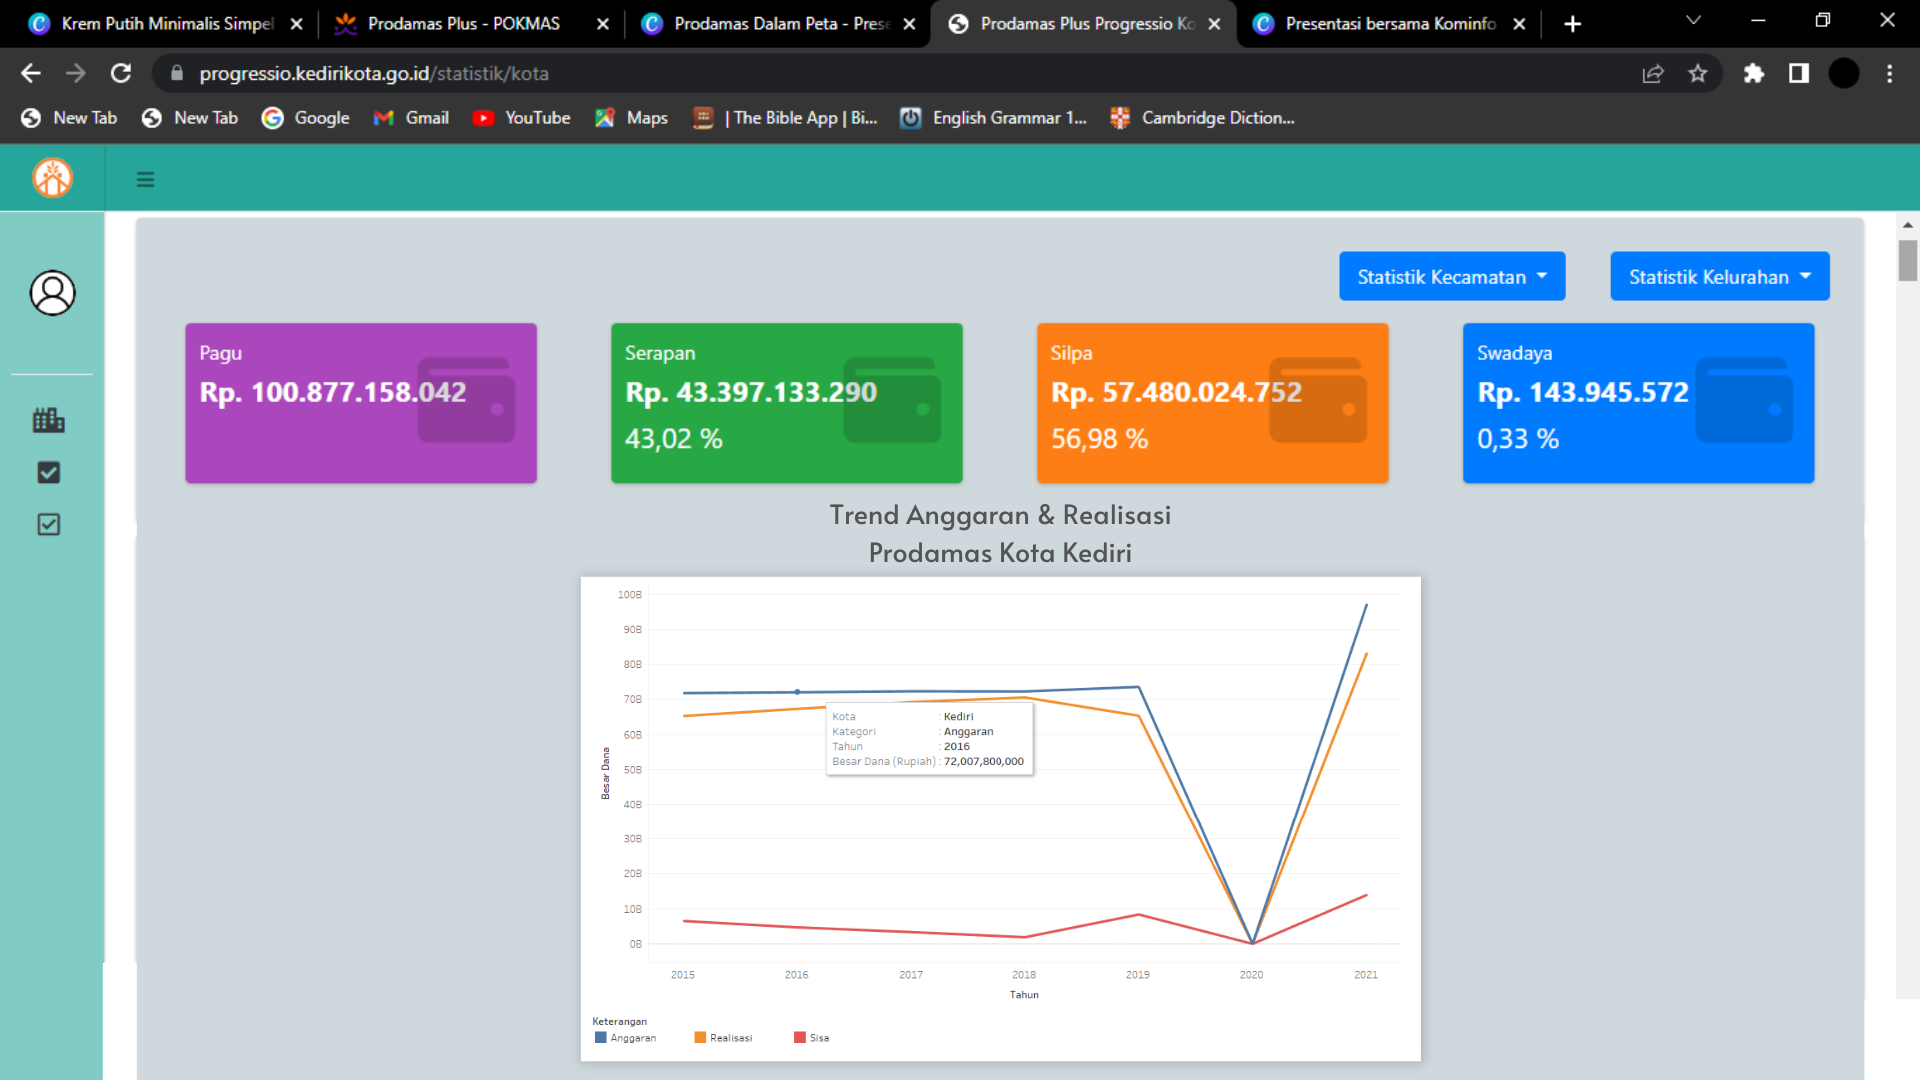 Krem Putih Minimalis Simpel
Prodamas Plus - POKMAS
Prodamas Dalam Peta - Prese
Prodamas Plus Progressio Ko
Presentasi bersama Kominfo
progressio.kedirikota.go.id/statistik/kota
New Tab
New Tab
Google
Gmail
YouTube
Maps
| The Bible App | Bi...
English Grammar 1...
Cambridge Diction...
Statistik Kecamatan
Statistik Kelurahan
Pagu
Rp. 100.877.158.042
Serapan
Rp. 43.397.133.290
43,02 %
Silpa
Rp. 57.480.024.752
56,98 %
Swadaya
Rp. 143.945.572
0,33 %
Trend Anggaran & Realisasi
Prodamas Kota Kediri
100B
90B
80B
70B
60B
50B
40B
30B
20B
10B
0B
Besar Dana
Kota : Kediri
Kategori : Anggaran
Tahun : 2016
Besar Dana (Rupiah) : 72,007,800,000
2015 2016 2017 2018 2019 2020 2021
Tahun
Keterangan
Anggaran Realisasi Sisa